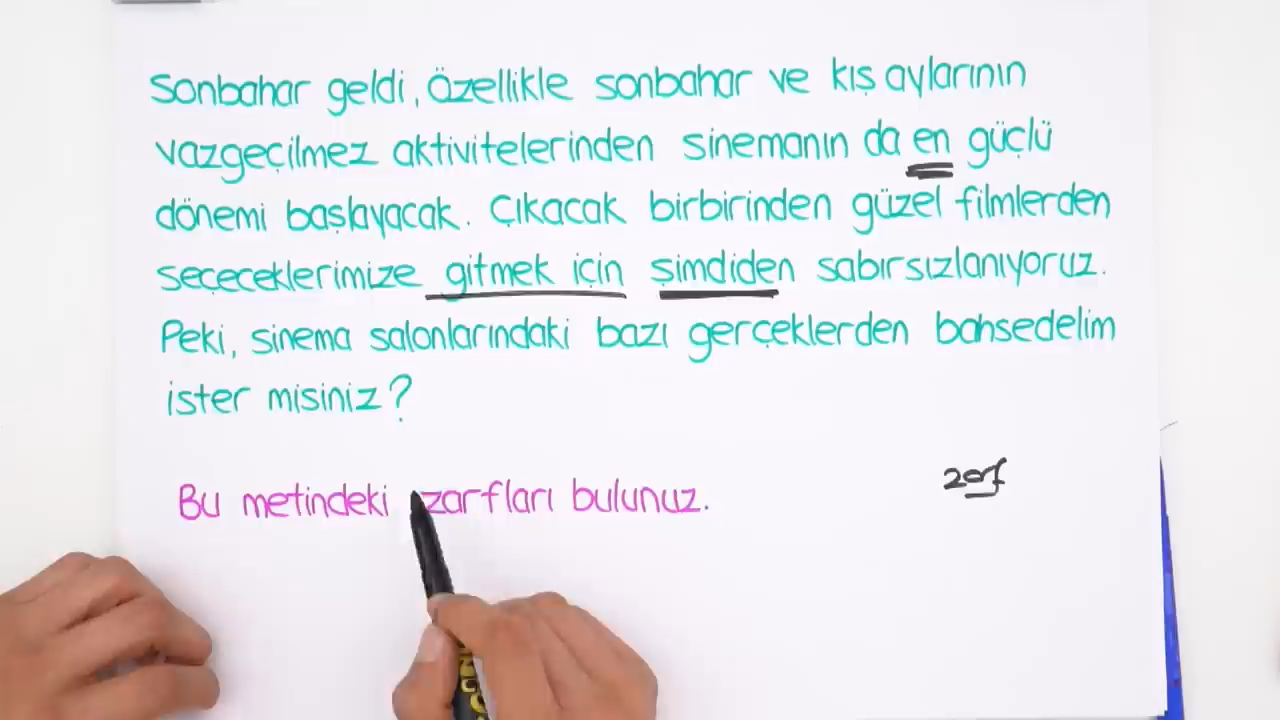 Sonbahar geldi, özellikle sonbahar ve kış aylarının
vazgeçilmez aktivitelerinden sinemanın da en güçlü
dönemi başlayacak. Çıkacak birbirinden güzel filmlerden
seçeceklerimize gitmek için şimdiden sabırsızlanıyoruz.
Peki, sinema salonlarındaki bazı gerçeklerden bahsedelim
ister misiniz?
Bu metindeki zarfları bulunuz.
zarf